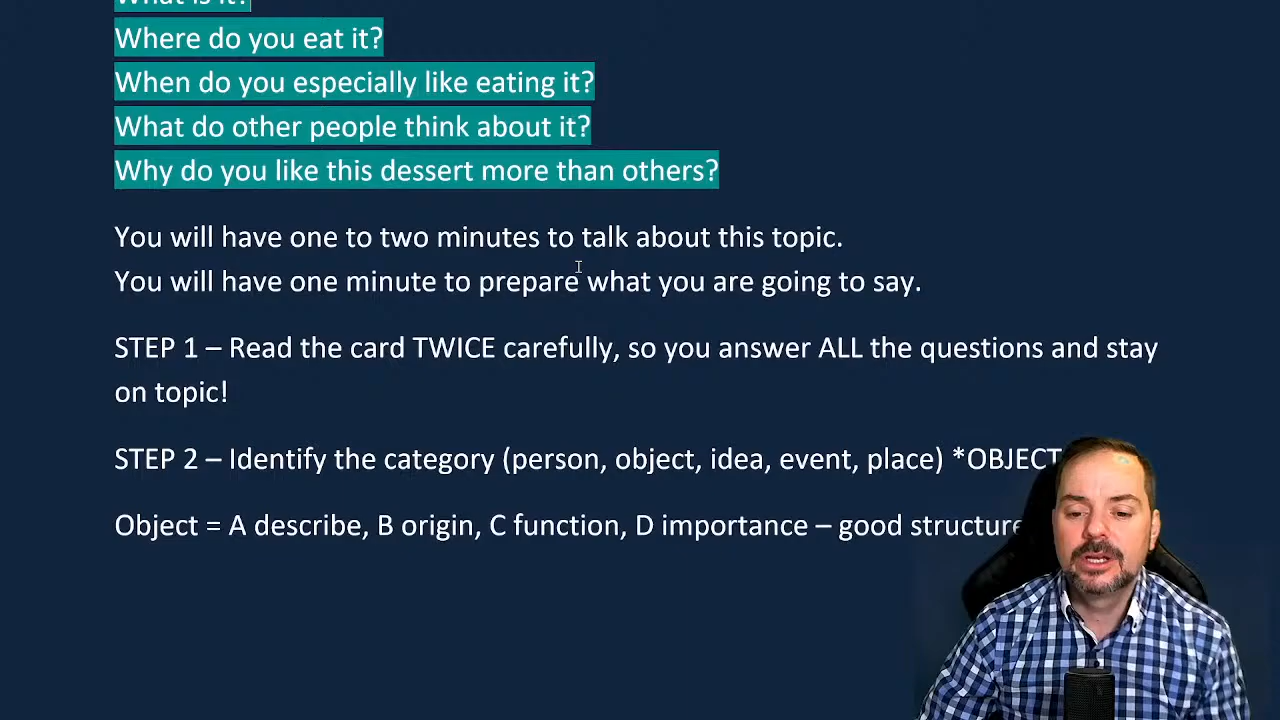 What is it?
Where do you eat it?
When do you especially like eating it?
What do other people think about it?
Why do you like this dessert more than others?
You will have one to two minutes to talk about this topic.
You will have one minute to prepare what you are going to say.
STEP 1 – Read the card TWICE carefully, so you answer ALL the questions and stay
on topic!
STEP 2 – Identify the category (person, object, idea, event, place) *OBJECT
Object = A describe, B origin, C function, D importance – good structure